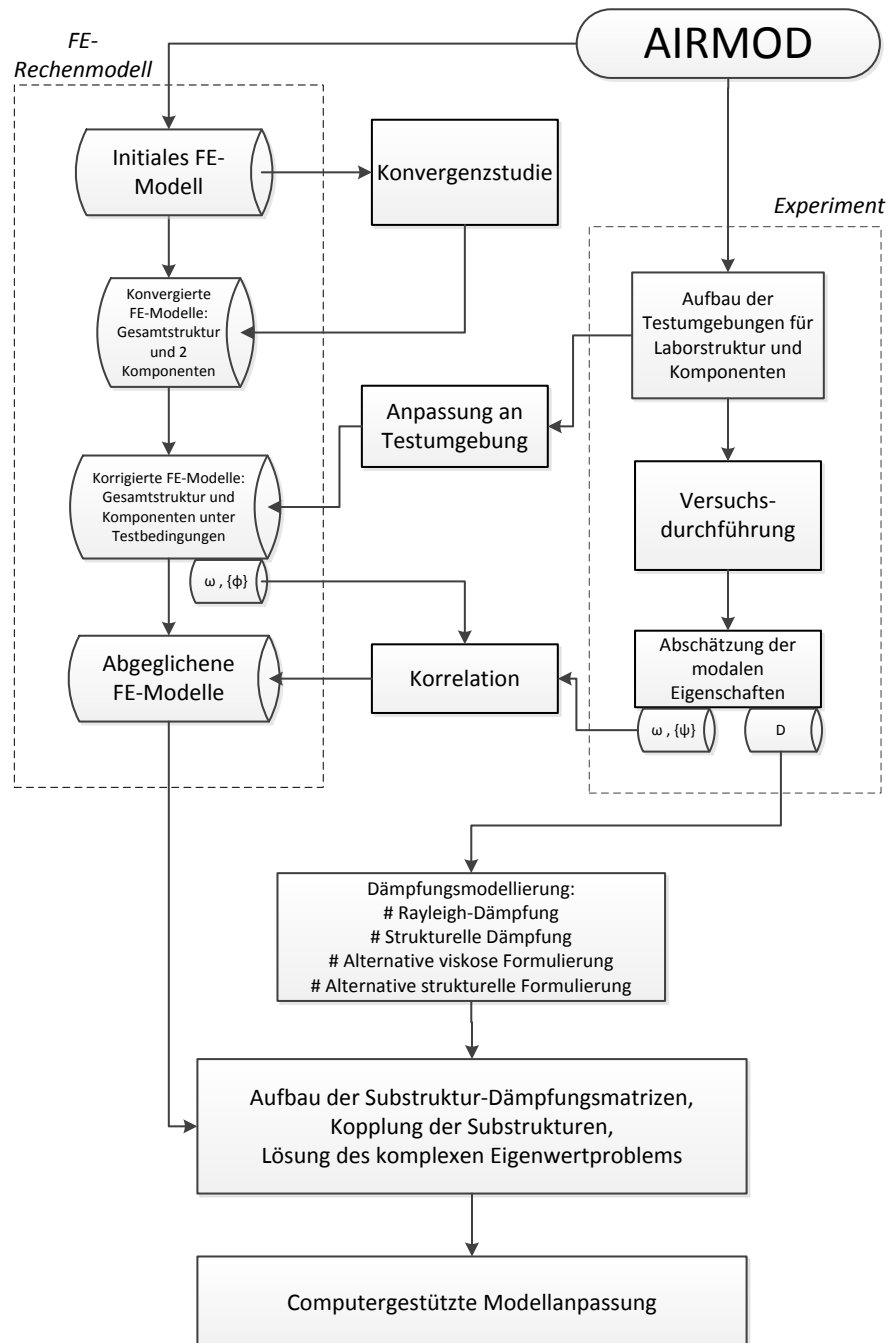 FE-
Rechenmodell
AIRMOD
Initiales FE-
Modell
Konvergenzstudie
Experiment
Konvergierte
FE-Modelle:
Gesamtstruktur
und 2
Komponenten
Aufbau der
Testumgebungen für
Laborstruktur und
Komponenten
Anpassung an
Testumgebung
Korrigierte FE-Modelle:
Gesamtstruktur und
Komponenten unter
Testbedingungen
Versuchs-
durchführung
ω , {ϕ}
Abgeglichene
FE-Modelle
Korrelation
Abschätzung der
modalen
Eigenschaften
ω , {ψ}
D
Dämpfungsmodellierung:
# Rayleigh-Dämpfung
# Strukturelle Dämpfung
# Alternative viskose Formulierung
# Alternative strukturelle Formulierung
Aufbau der Substruktur-Dämpfungsmatrizen,
Kopplung der Substrukturen,
Lösung des komplexen Eigenwertproblems
Computergestützte Modellanpassung